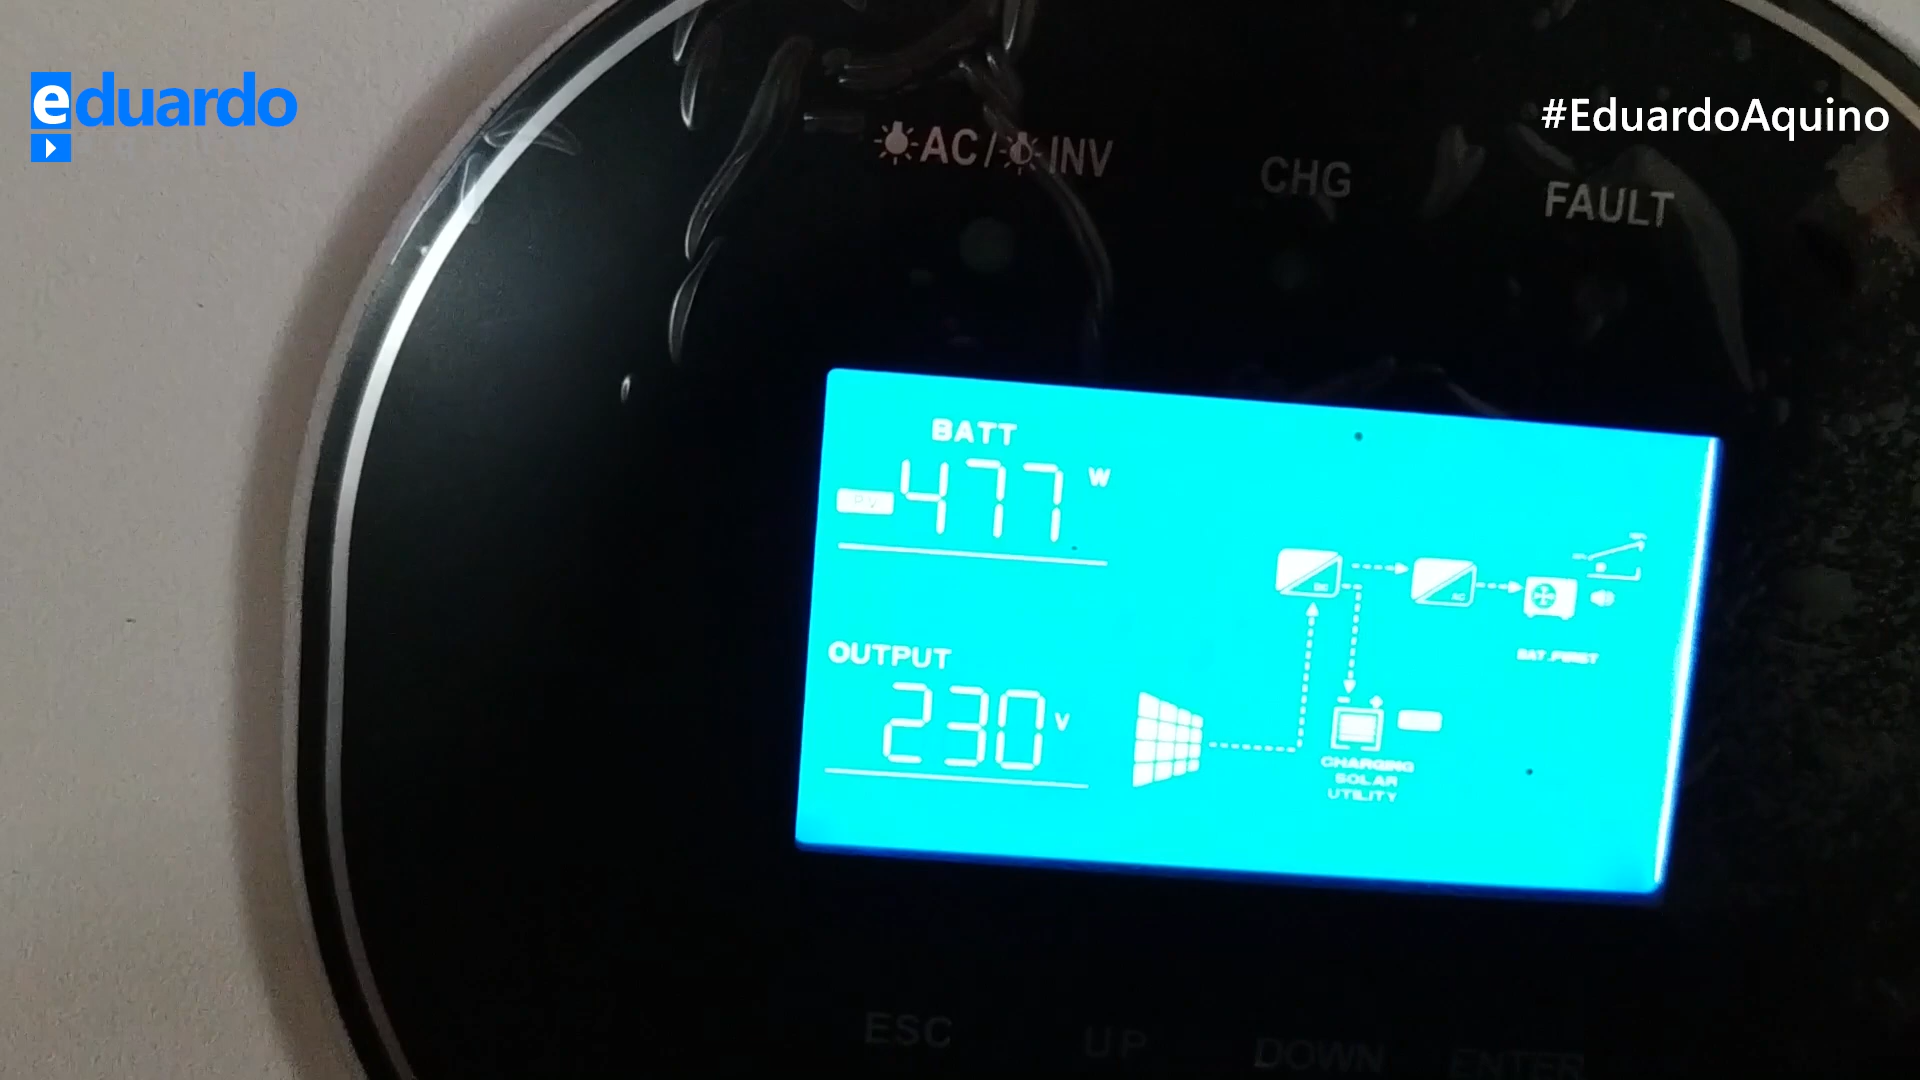 eduardo
#EduardoAquino
AC/ INV
CHG
FAULT
BATT
PV
477 W
OUTPUT
230 V
CHARGING
SOLAR
UTILITY
ESC
UP
DOWN
ENTER